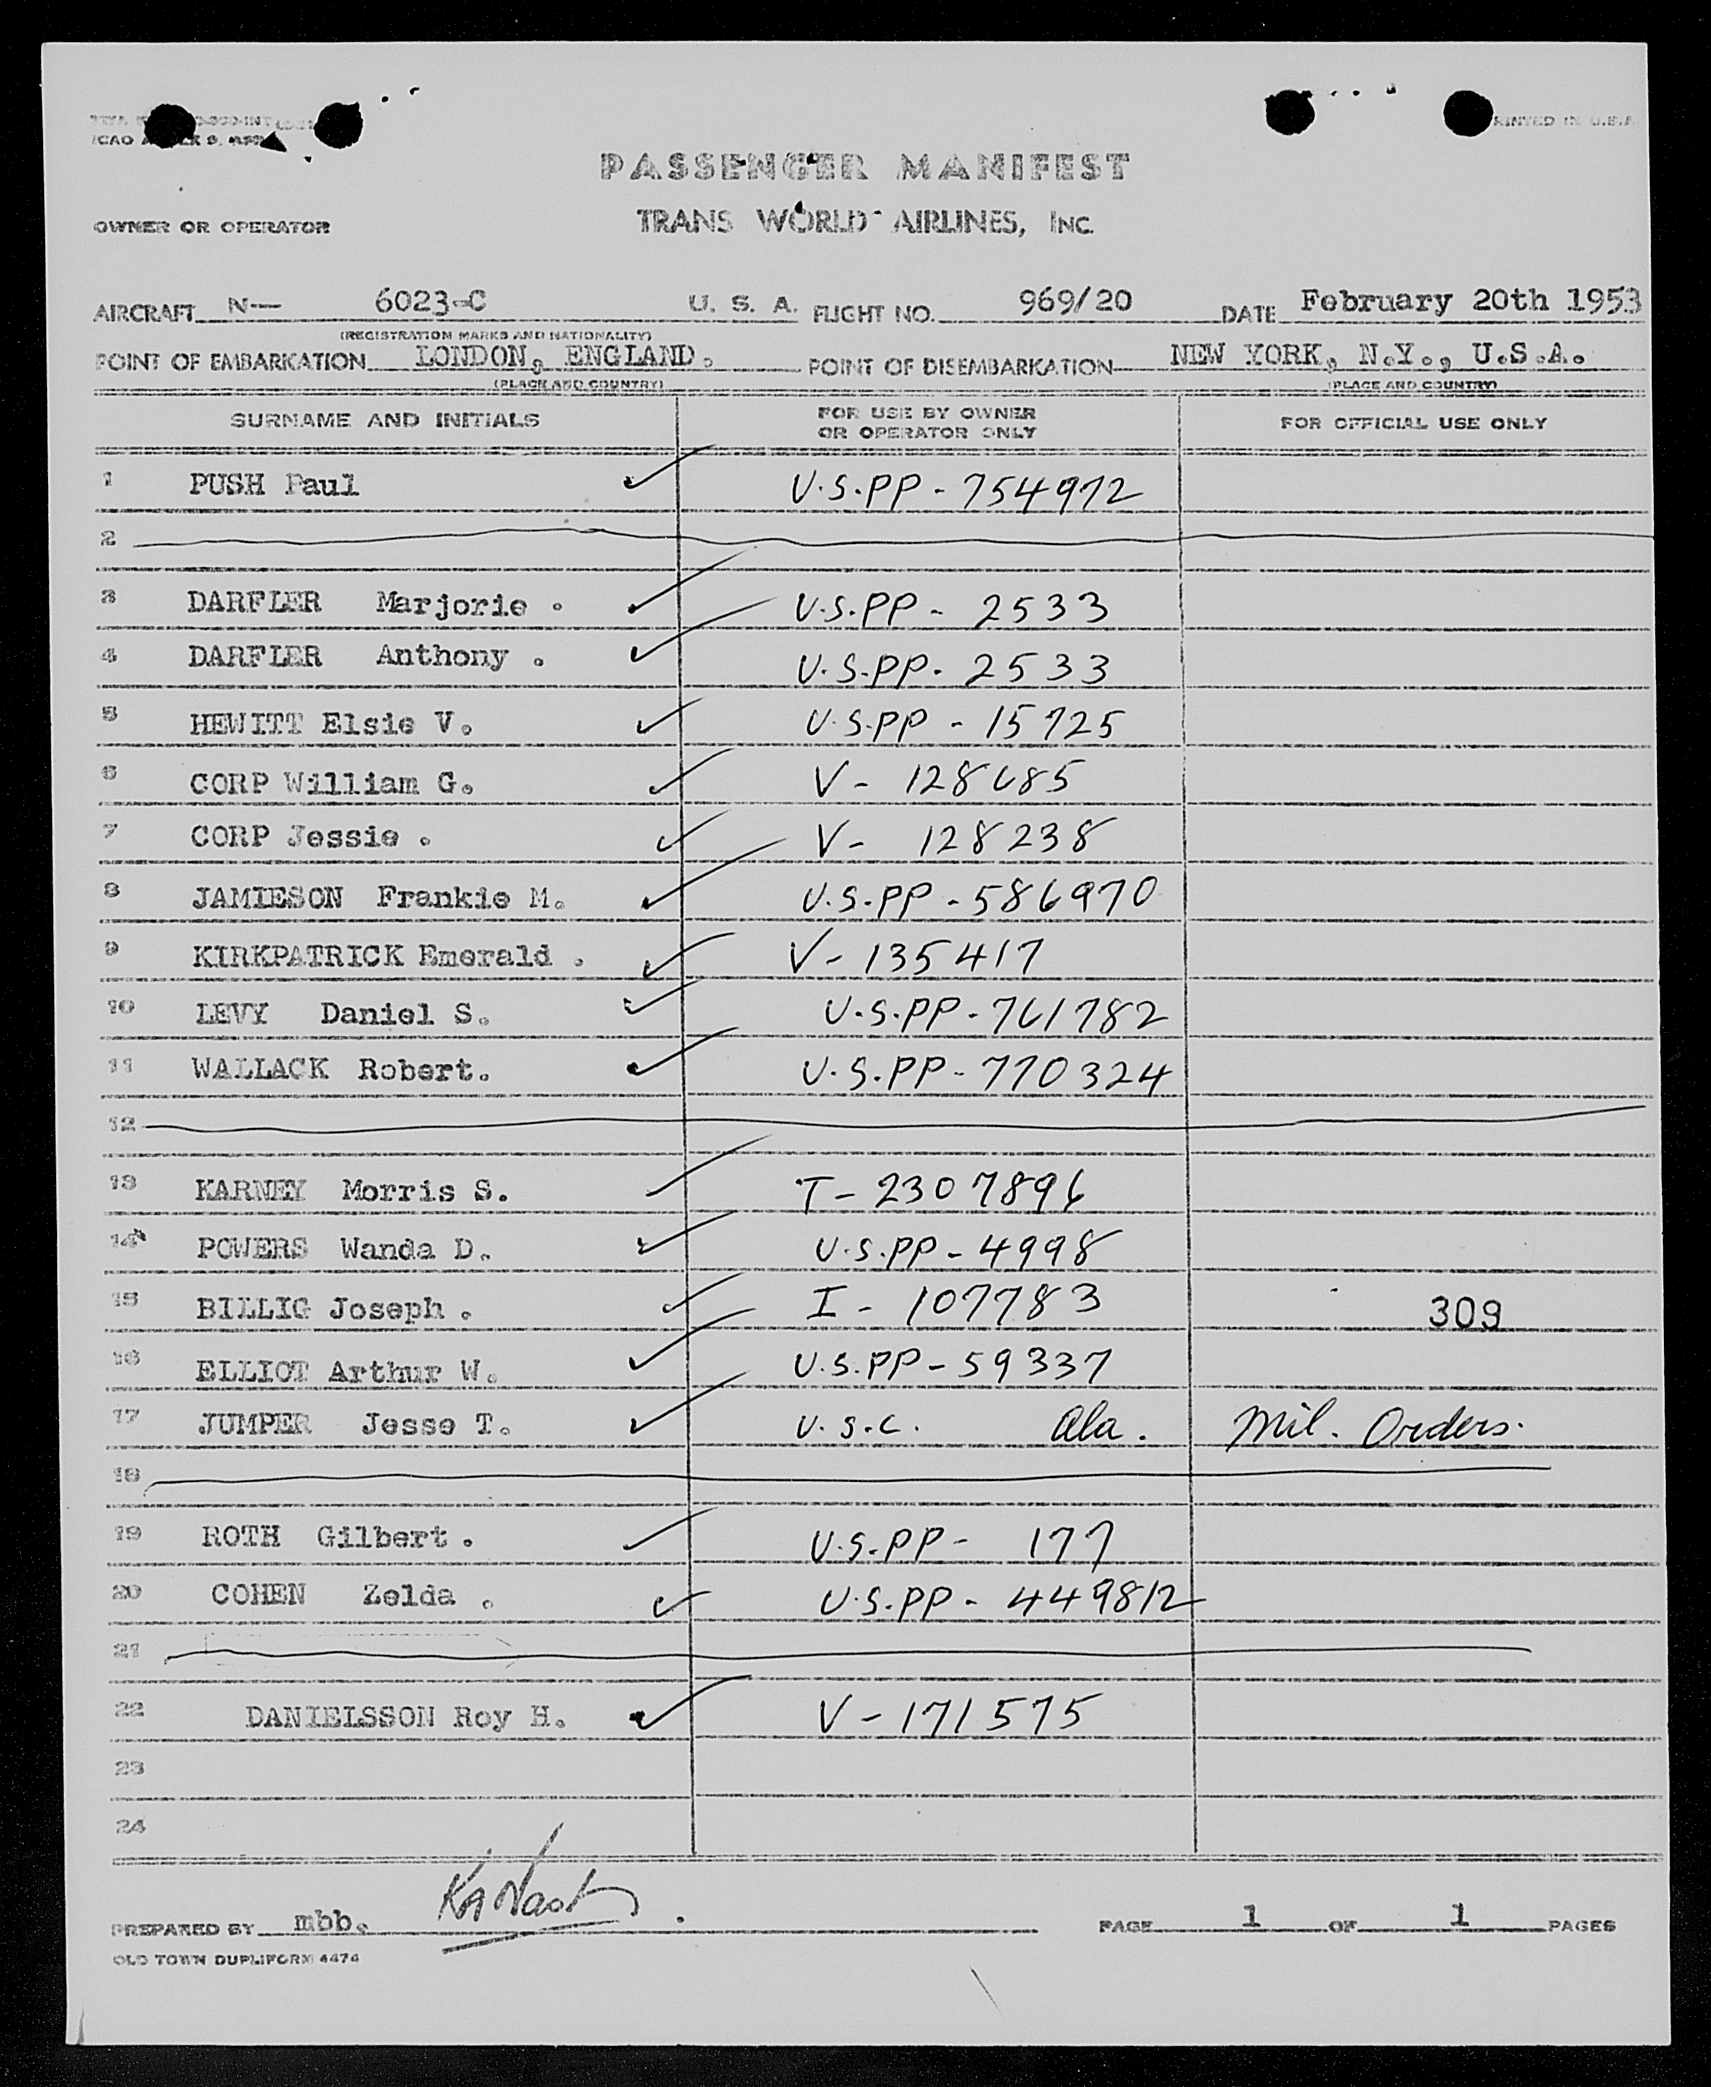 ICAO
PRINTED IN U.S.A.
PASSENGER MANIFEST
OWNER OR OPERATOR TRANS WORLD AIRLINES, INC.
AIRCRAFT N— 6023-C U. S. A. FLIGHT NO. 969/20 DATE February 20th 1953
(REGISTRATION MARKS AND NATIONALITY)
POINT OF EMBARKATION LONDON, ENGLAND. POINT OF DISEMBARKATION NEW YORK, N.Y., U.S.A.
(PLACE AND COUNTRY) (PLACE AND COUNTRY)
SURNAME AND INITIALS FOR USE BY OWNER OR OPERATOR ONLY FOR OFFICIAL USE ONLY
1 PUSH Paul ✓ U.S.PP - 754972
2
3 DARFLER Marjorie . ✓ U.S.PP - 2533
4 DARFLER Anthony . ✓ U.S.PP. 2533
5 HEWITT Elsie V. ✓ U.S.PP - 15725
6 CORP William G. ✓ V - 128685
7 CORP Jessie . ✓ V - 128238
8 JAMIESON Frankie M. ✓ U.S.PP - 586970
9 KIRKPATRICK Emerald . ✓ V - 135417
10 LEVY Daniel S. ✓ U.S.PP - 761782
11 WALLACK Robert. ✓ U.S.PP - 770324
12
13 KARNEY Morris S. ✓ T - 2307896
14 POWERS Wanda D. ✓ U.S.PP - 4998
15 BILLIG Joseph . ✓ I - 107783 309
16 ELLIOT Arthur W. ✓ U.S.PP - 59337
17 JUMPER Jesse T. ✓ U.S.C. Ala. Mil. Orders.
18
19 ROTH Gilbert . ✓ U.S.PP - 177
20 COHEN Zelda . ✓ U.S.PP - 449812
21
22 DANIELSSON Roy H. ✓ V - 171575
23
24
PREPARED BY mbb. PAGE 1 OF 1 PAGES
OLD TOWN DUPLIFORM 4474